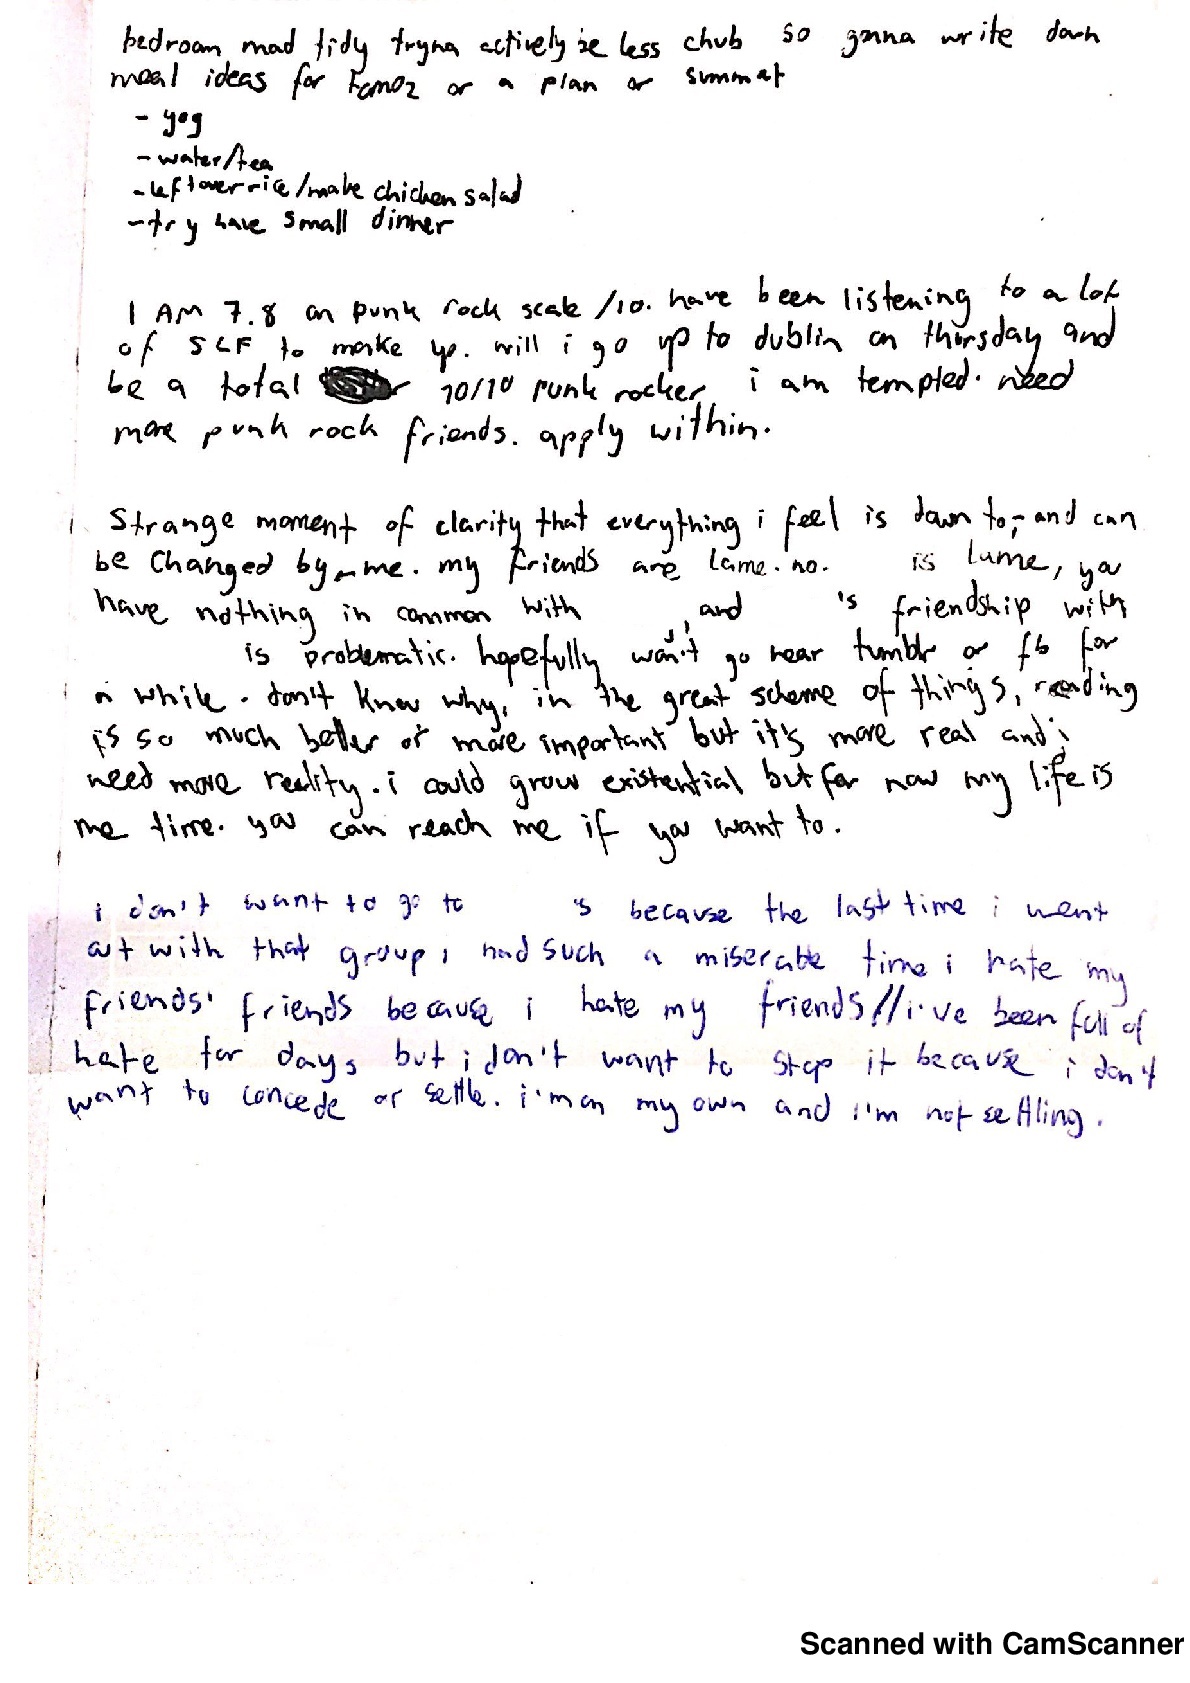 bedroom mad tidy tryna actively be less chub so gonna write down
meal ideas for tomoz or a plan or summat
- yog
- water/tea
- leftover rice/make chicken salad
- try have small dinner
I AM 7.8 on punk rock scale /10. have been listening to a lot
of SLF to make up. will i go up to dublin on thursday and
be a total 10/10 punk rocker i am tempted. need
more punk rock friends. apply within.
Strange moment of clarity that everything i feel is down to, and can
be changed by, me. my friends are lame. no. is lame, you
have nothing in common with , and 's friendship with
is problematic. hopefully won't go near tumblr or fb for
a while. don't know why, in the great scheme of things, reading
is so much better or more important but it's more real and i
need more reality. i could grow existential but for now my life is
me time. you can reach me if you want to.
i don't want to go to 's because the last time i went
out with that group i had such a miserable time i hate my
friends' friends because i hate my friends//i've been full of
hate for days but i don't want to stop it because i don't
want to concede or settle. i'm on my own and i'm not settling.
Scanned with CamScanner